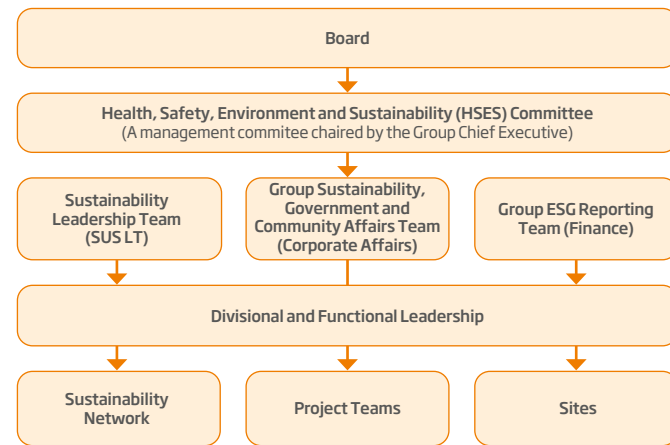 Board
Health, Safety, Environment and Sustainability (HSES) Committee
(A management commitee chaired by the Group Chief Executive)
Sustainability
Leadership Team
(SUS LT)
Group Sustainability,
Government and
Community Affairs Team
(Corporate Affairs)
Group ESG Reporting
Team (Finance)
Divisional and Functional Leadership
Sustainability
Network
Project Teams
Sites